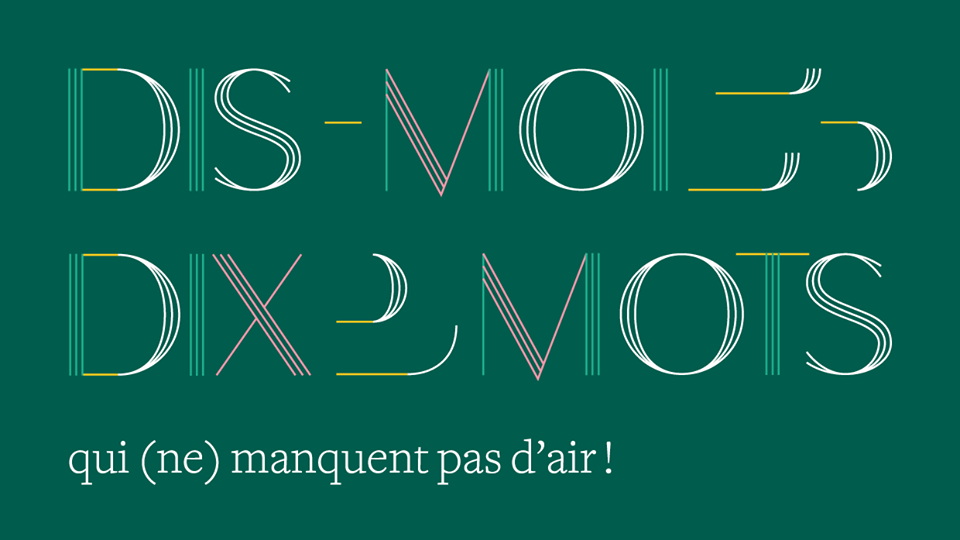 DIS-MOI
DIX MOTS
qui (ne) manquent pas d’air !